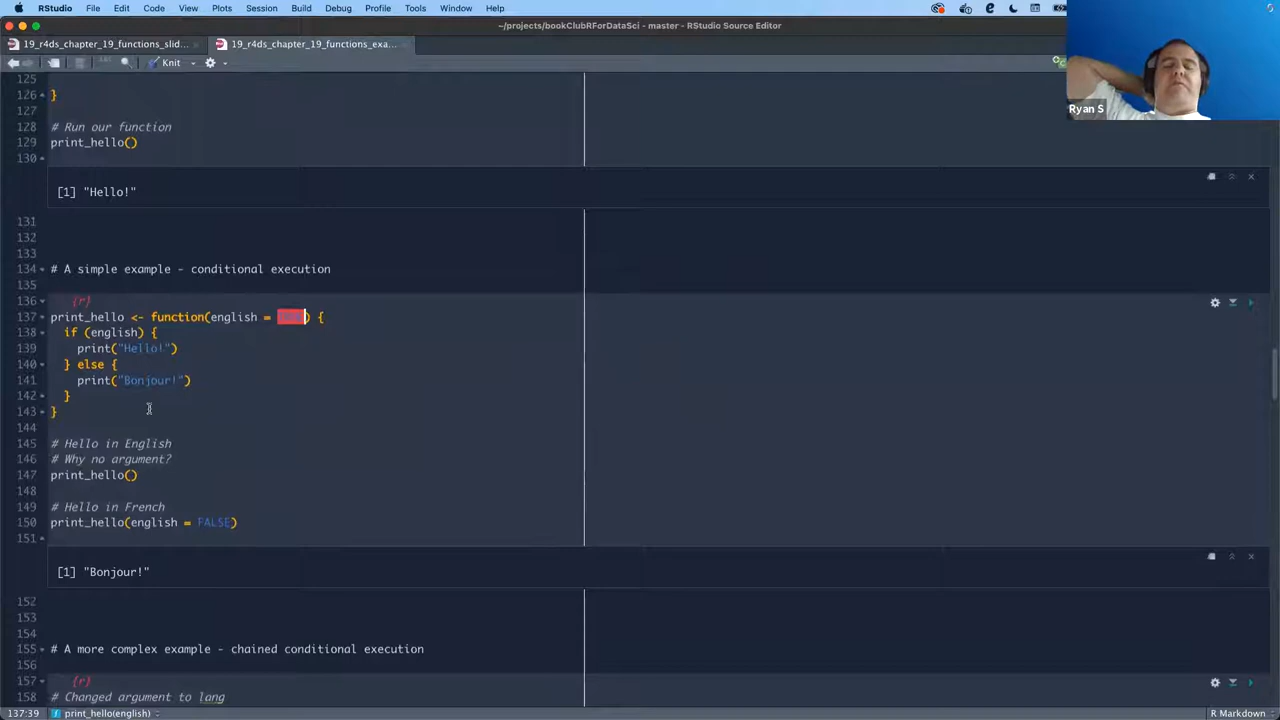 RStudio File Edit Code View Plots Session Build Debug Profile Tools Window Help
~/projects/bookClubRForDataSci - master - RStudio Source Editor
19_r4ds_chapter_19_functions_slid... 19_r4ds_chapter_19_functions_exa...
Knit
Ryan S
125
126 }
127
128 # Run our function
129 print_hello()
130
[1] "Hello!"
131
132
133
134 # A simple example - conditional execution
135
136 {r}
137 print_hello <- function(english = TRUE) {
138 if (english) {
139 print("Hello!")
140 } else {
141 print("Bonjour!")
142 }
143 }
144
145 # Hello in English
146 # Why no argument?
147 print_hello()
148
149 # Hello in French
150 print_hello(english = FALSE)
151
[1] "Bonjour!"
152
153
154
155 # A more complex example - chained conditional execution
156
157 {r}
158 # Changed argument to lang
137:39 print_hello(english) R Markdown